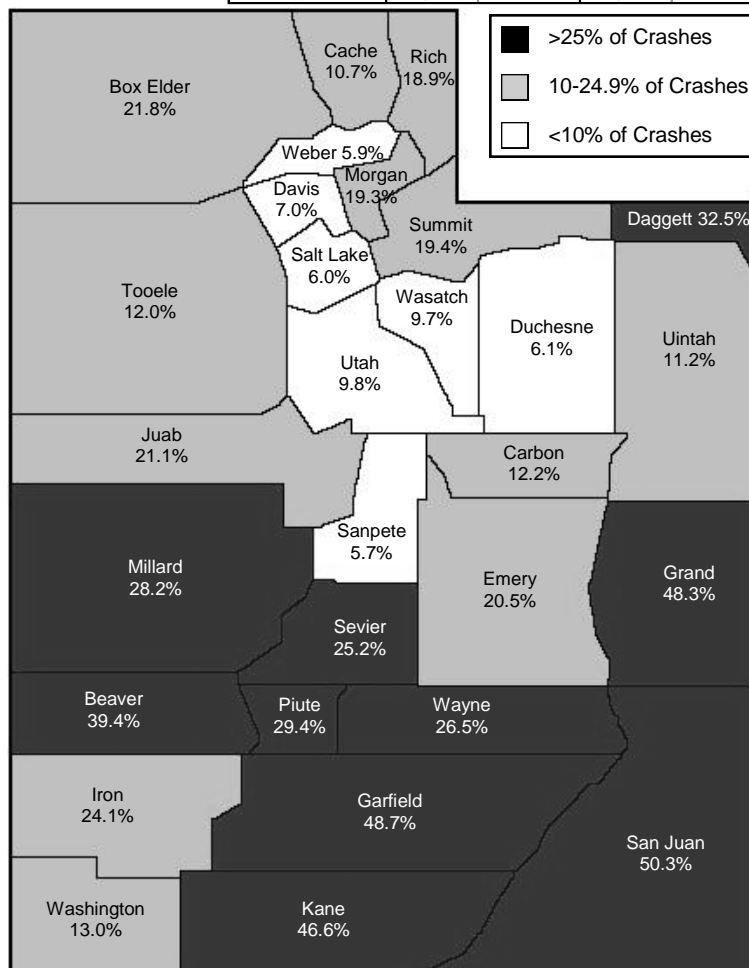 >25% of Crashes
10-24.9% of Crashes
<10% of Crashes
Cache
10.7%
Rich
18.9%
Box Elder
21.8%
Weber 5.9%
Morgan
19.3%
Davis
7.0%
Summit
19.4%
Daggett 32.5%
Salt Lake
6.0%
Tooele
12.0%
Wasatch
9.7%
Duchesne
6.1%
Uintah
11.2%
Utah
9.8%
Juab
21.1%
Carbon
12.2%
Sanpete
5.7%
Millard
28.2%
Emery
20.5%
Grand
48.3%
Sevier
25.2%
Beaver
39.4%
Piute
29.4%
Wayne
26.5%
Iron
24.1%
Garfield
48.7%
San Juan
50.3%
Washington
13.0%
Kane
46.6%